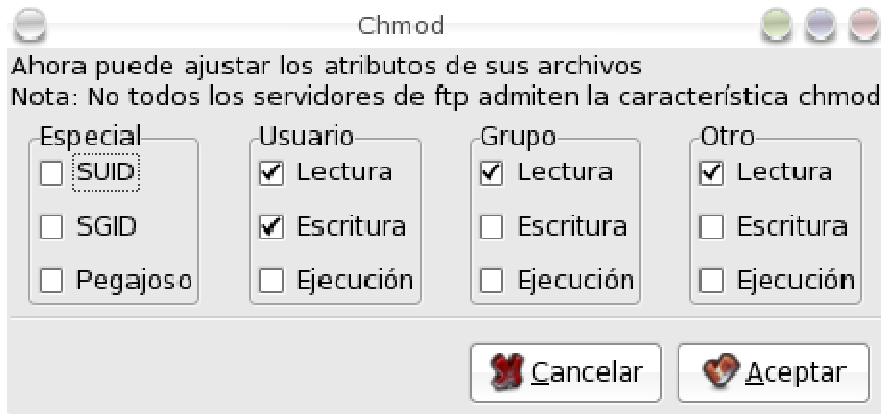 Chmod
Ahora puede ajustar los atributos de sus archivos
Nota: No todos los servidores de ftp admiten la característica chmod
Especial Usuario Grupo Otro
SUID Lectura Lectura Lectura
SGID Escritura Escritura Escritura
Pegajoso Ejecución Ejecución Ejecución
Cancelar Aceptar